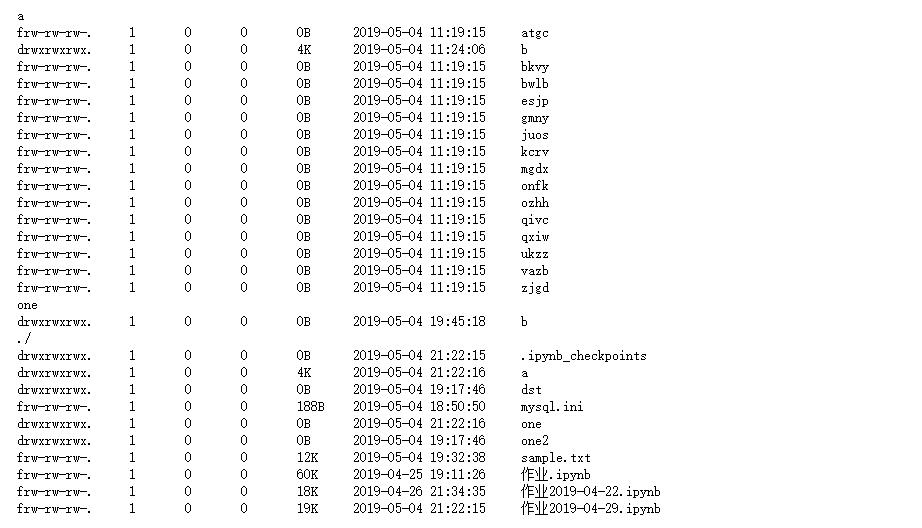 a
frw-rw-rw-. 1 0 0 0B 2019-05-04 11:19:15 atgc
drwxrwxrwx. 1 0 0 4K 2019-05-04 11:24:06 b
frw-rw-rw-. 1 0 0 0B 2019-05-04 11:19:15 bkvy
frw-rw-rw-. 1 0 0 0B 2019-05-04 11:19:15 bwlb
frw-rw-rw-. 1 0 0 0B 2019-05-04 11:19:15 esjp
frw-rw-rw-. 1 0 0 0B 2019-05-04 11:19:15 gmny
frw-rw-rw-. 1 0 0 0B 2019-05-04 11:19:15 juos
frw-rw-rw-. 1 0 0 0B 2019-05-04 11:19:15 kcrv
frw-rw-rw-. 1 0 0 0B 2019-05-04 11:19:15 mgdx
frw-rw-rw-. 1 0 0 0B 2019-05-04 11:19:15 onfk
frw-rw-rw-. 1 0 0 0B 2019-05-04 11:19:15 ozhh
frw-rw-rw-. 1 0 0 0B 2019-05-04 11:19:15 qivc
frw-rw-rw-. 1 0 0 0B 2019-05-04 11:19:15 qxiw
frw-rw-rw-. 1 0 0 0B 2019-05-04 11:19:15 ukzz
frw-rw-rw-. 1 0 0 0B 2019-05-04 11:19:15 vazb
frw-rw-rw-. 1 0 0 0B 2019-05-04 11:19:15 zjgd
one
drwxrwxrwx. 1 0 0 0B 2019-05-04 19:45:18 b
./
drwxrwxrwx. 1 0 0 0B 2019-05-04 21:22:15 .ipynb_checkpoints
drwxrwxrwx. 1 0 0 4K 2019-05-04 21:22:16 a
drwxrwxrwx. 1 0 0 0B 2019-05-04 19:17:46 dst
frw-rw-rw-. 1 0 0 188B 2019-05-04 18:50:50 mysql.ini
drwxrwxrwx. 1 0 0 0B 2019-05-04 21:22:16 one
drwxrwxrwx. 1 0 0 0B 2019-05-04 19:17:46 one2
frw-rw-rw-. 1 0 0 12K 2019-05-04 19:32:38 sample.txt
frw-rw-rw-. 1 0 0 60K 2019-04-25 19:11:26 作业.ipynb
frw-rw-rw-. 1 0 0 18K 2019-04-26 21:34:35 作业2019-04-22.ipynb
frw-rw-rw-. 1 0 0 19K 2019-05-04 21:22:15 作业2019-04-29.ipynb